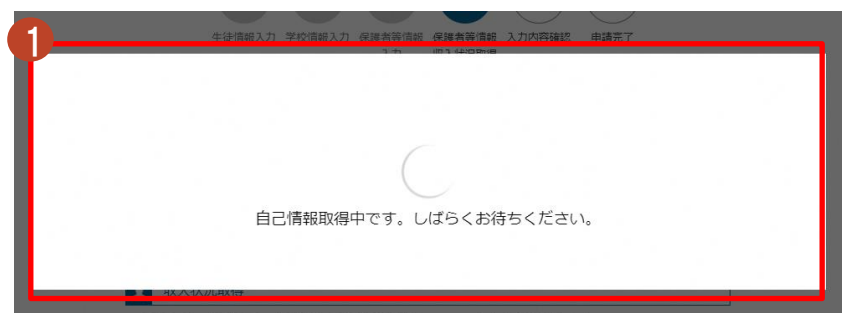 1
生徒情報入力 学校情報入力 保護者等情報 保護者等情報 入力内容確認 申請完了
入力 収入状況取得
自己情報取得中です。しばらくお待ちください。
収入状況取得